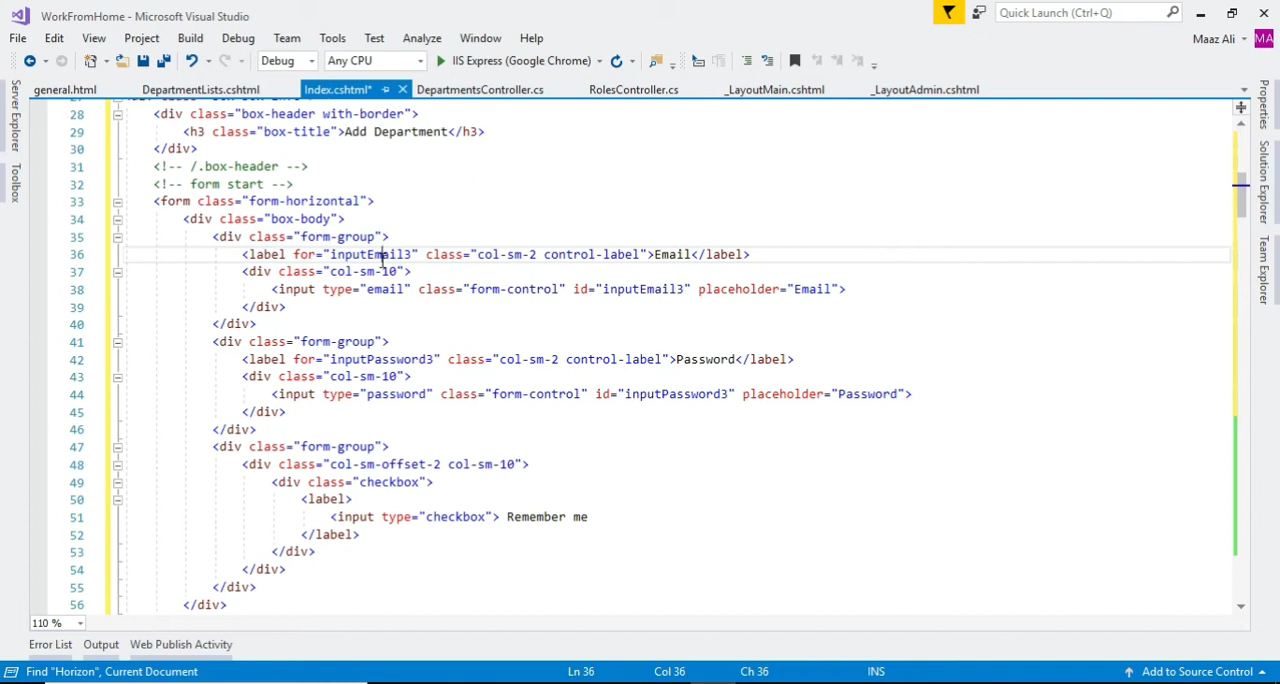 WorkFromHome - Microsoft Visual Studio
Quick Launch (Ctrl+Q)
File Edit View Project Build Debug Team Tools Test Analyze Window Help
Maaz Ali MA
Debug Any CPU IIS Express (Google Chrome)
general.html DepartmentLists.cshtml Index.cshtml* DepartmentsController.cs RolesController.cs _LayoutMain.cshtml _LayoutAdmin.cshtml
Server Explorer
Toolbox
Properties
Solution Explorer
Team Explorer
28 <div class="box-header with-border">
29 <h3 class="box-title">Add Department</h3>
30 </div>
31 <!-- /.box-header -->
32 <!-- form start -->
33 <form class="form-horizontal">
34 <div class="box-body">
35 <div class="form-group">
36 <label for="inputEmail3" class="col-sm-2 control-label">Email</label>
37 <div class="col-sm-10">
38 <input type="email" class="form-control" id="inputEmail3" placeholder="Email">
39 </div>
40 </div>
41 <div class="form-group">
42 <label for="inputPassword3" class="col-sm-2 control-label">Password</label>
43 <div class="col-sm-10">
44 <input type="password" class="form-control" id="inputPassword3" placeholder="Password">
45 </div>
46 </div>
47 <div class="form-group">
48 <div class="col-sm-offset-2 col-sm-10">
49 <div class="checkbox">
50 <label>
51 <input type="checkbox"> Remember me
52 </label>
53 </div>
54 </div>
55 </div>
56 </div>
110 %
Error List Output Web Publish Activity
Find "Horizon", Current Document Ln 36 Col 36 Ch 36 INS Add to Source Control